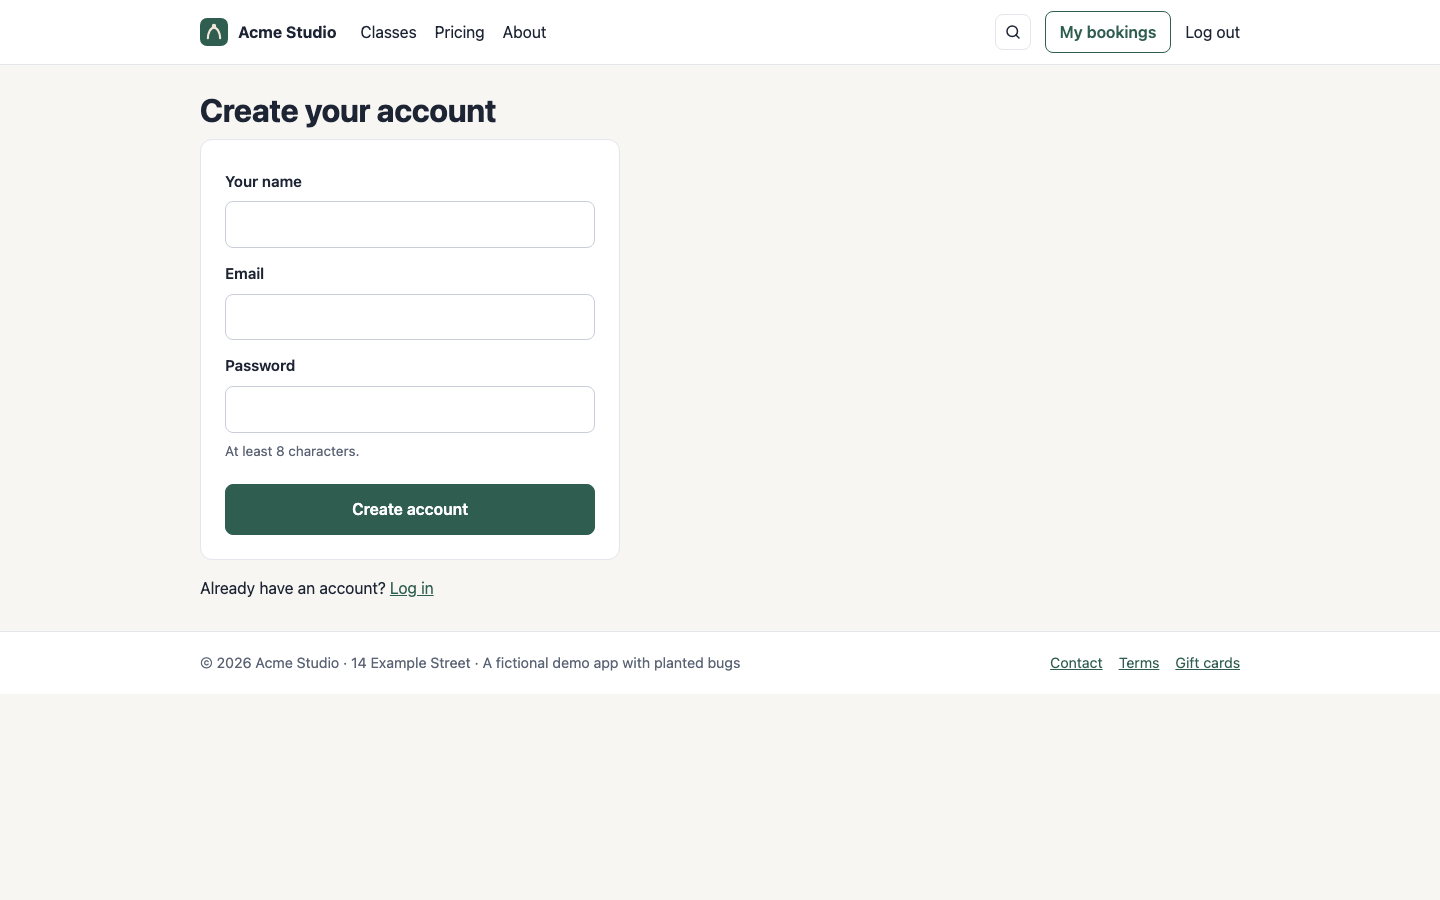 Acme Studio Classes Pricing About My bookings Log out
Create your account
Your name
Email
Password
At least 8 characters.
Create account
Already have an account? Log in
© 2026 Acme Studio · 14 Example Street · A fictional demo app with planted bugs Contact Terms Gift cards